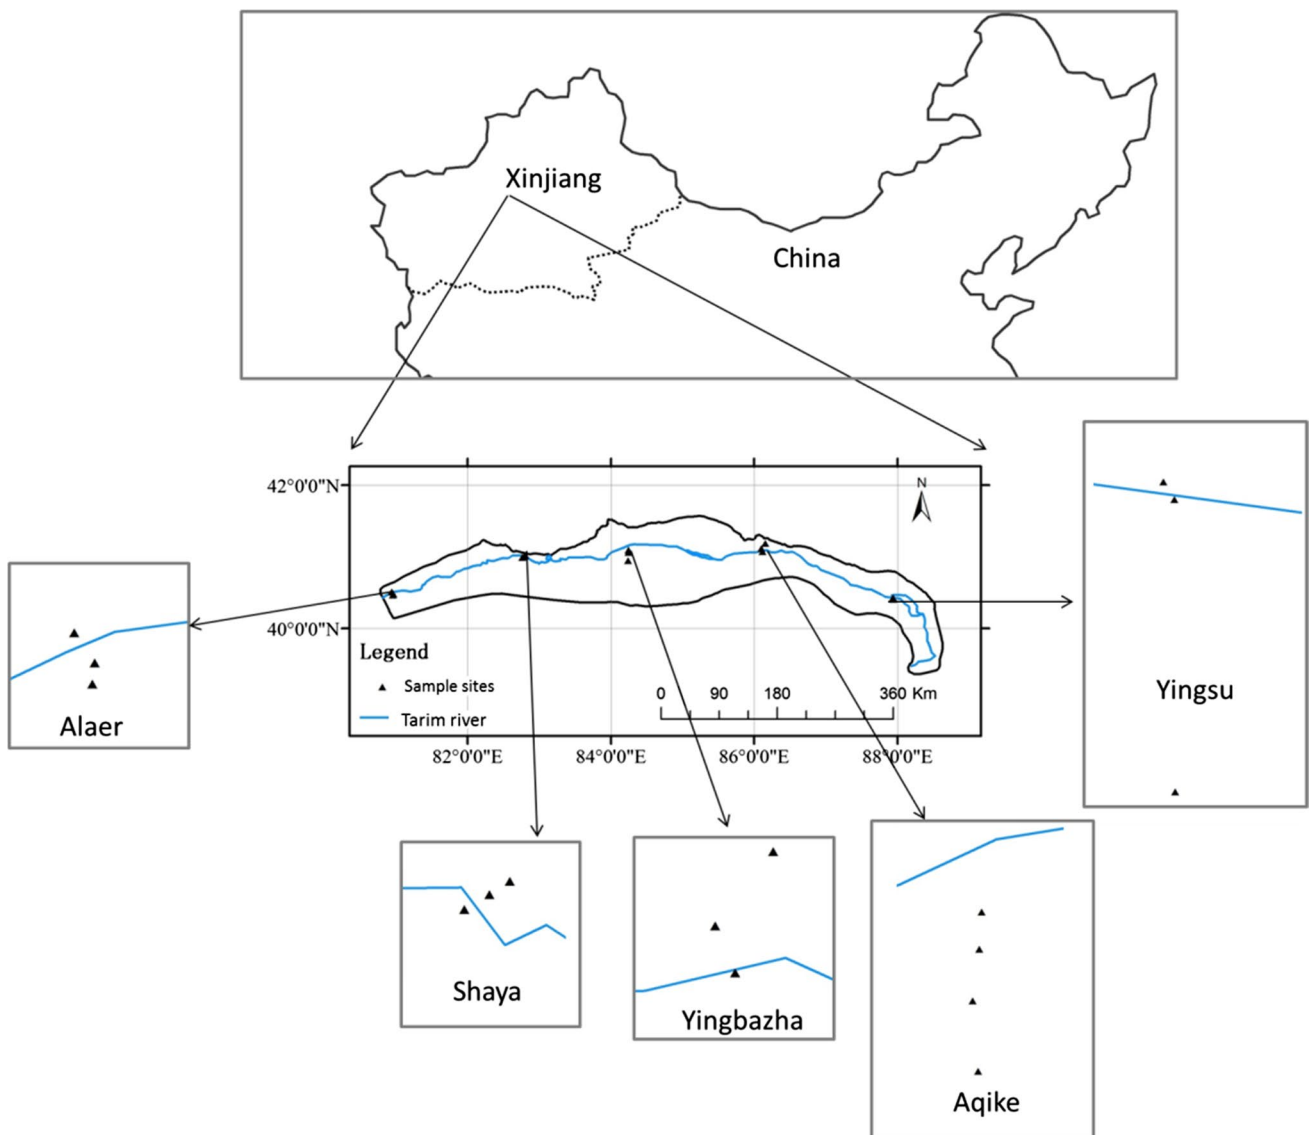 Xinjiang
China
42°0'0"N
N
40°0'0"N
Legend
Sample sites
Tarim river
0 90 180 360 Km
82°0'0"E 84°0'0"E 86°0'0"E 88°0'0"E
Alaer
Yingsu
Shaya
Yingbazha
Aqike